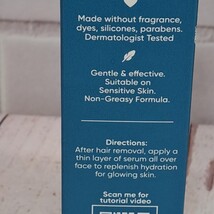 Made without fragrance,
dyes, silicones, parabens.
Dermatologist Tested
Gentle & effective.
Suitable on
Sensitive Skin.
Non-Greasy Formula.
Directions:
After hair removal, apply a
thin layer of serum all over
face to replenish hydration
for glowing skin.
Scan me for
tutorial video